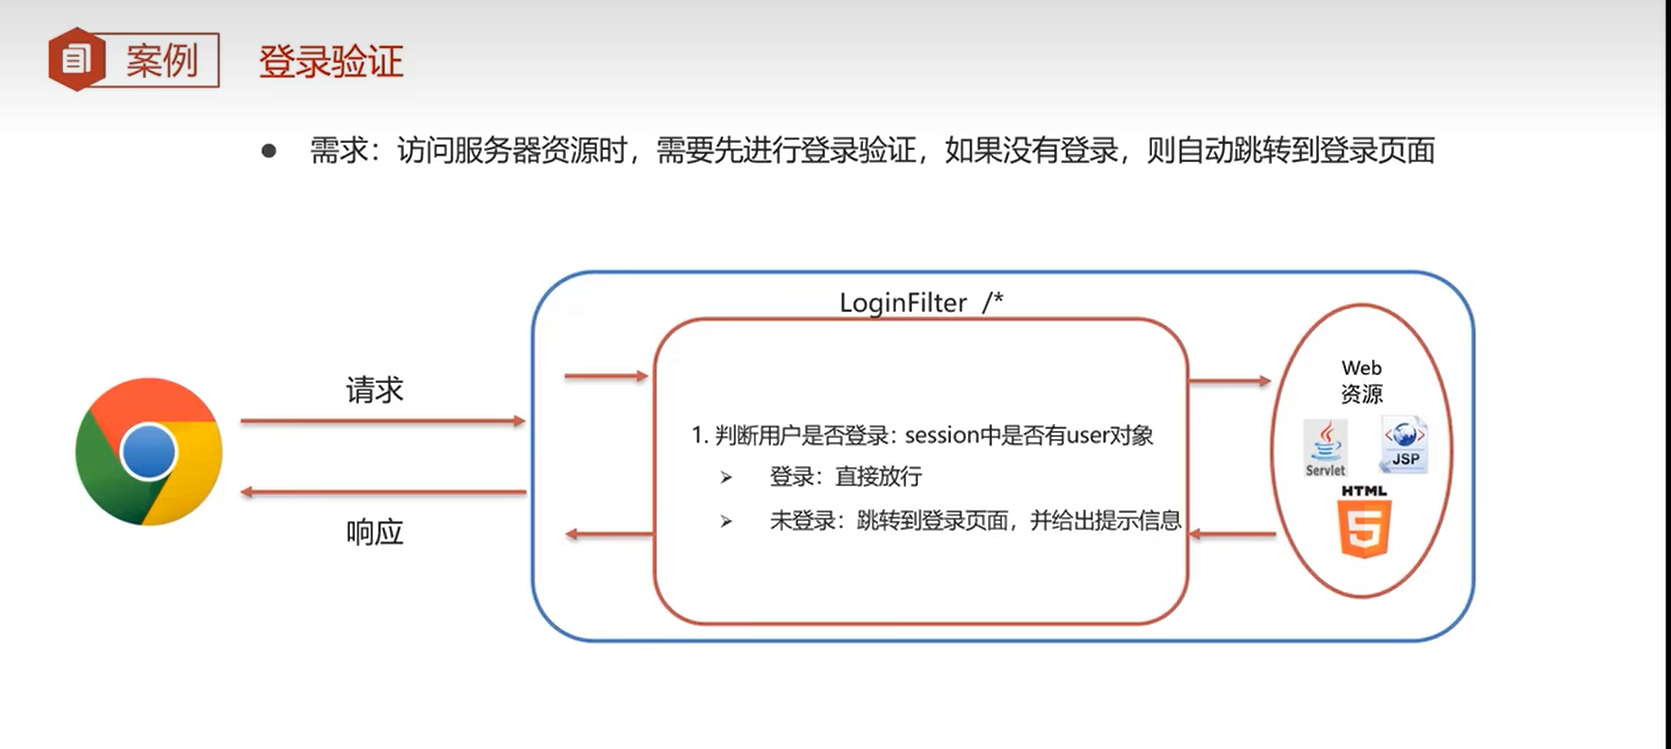 案例
登录验证
● 需求：访问服务器资源时，需要先进行登录验证，如果没有登录，则自动跳转到登录页面
LoginFilter /*
请求
响应
1. 判断用户是否登录：session中是否有user对象
➢ 登录：直接放行
➢ 未登录：跳转到登录页面，并给出提示信息
Web
资源
Servlet
JSP
HTML
5